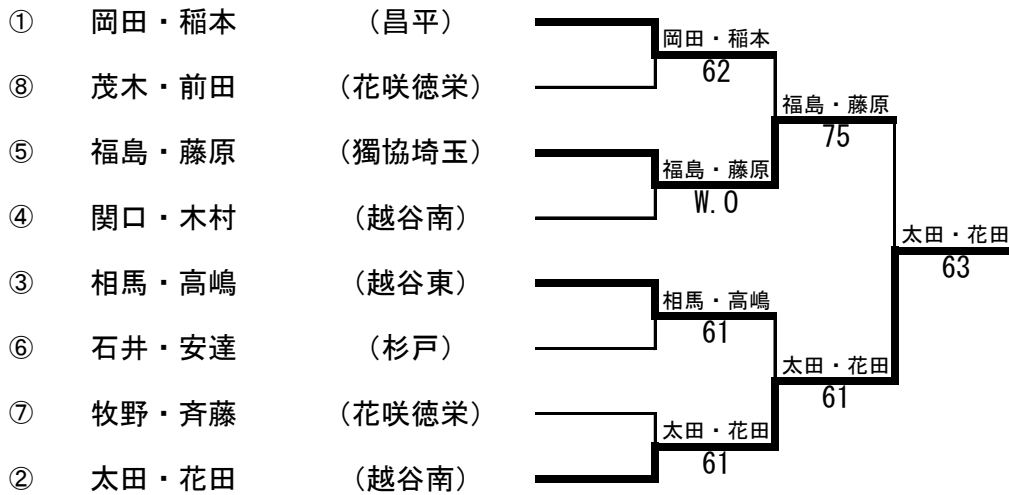 ① 岡田・稲本 (昌平)
岡田・稲本
62
⑧ 茂木・前田 (花咲徳栄)
福島・藤原
75
⑤ 福島・藤原 (獨協埼玉)
福島・藤原
W.O
④ 関口・木村 (越谷南)
太田・花田
63
③ 相馬・高嶋 (越谷東)
相馬・高嶋
61
⑥ 石井・安達 (杉戸)
太田・花田
61
⑦ 牧野・斉藤 (花咲徳栄)
太田・花田
61
② 太田・花田 (越谷南)